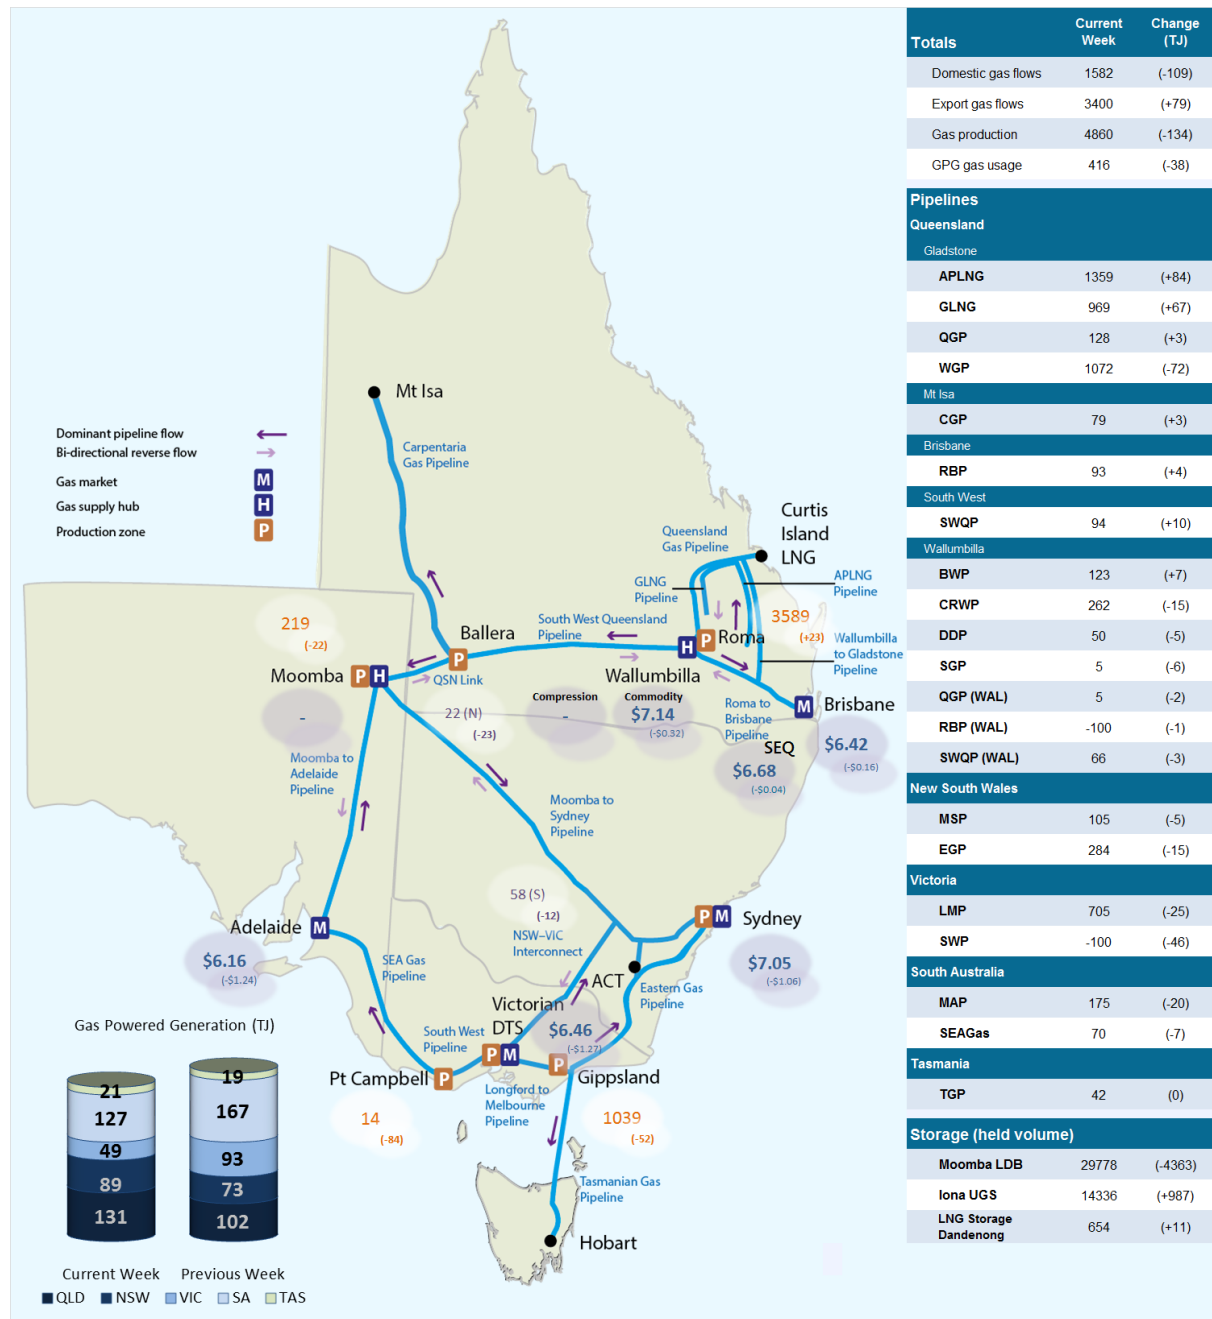 Mt Isa
Dominant pipeline flow
Bi-directional reverse flow
Gas market
M
Gas supply hub
H
Production zone
P
Carpentaria
Gas Pipeline
Curtis
Island
LNG
Queensland
Gas Pipeline
GLNG
Pipeline
APLNG
Pipeline
3589
(+23)
219
(-22)
Ballera
South West Queensland
Pipeline
H
P
Roma
Wallumbilla
to Gladstone
Pipeline
Moomba
P
H
P
QSN Link
Wallumbilla
Compression
-
Commodity
$7.14
(-$0.32)
Roma to
Brisbane
Pipeline
M
Brisbane
-
22 (N)
(-23)
SEQ
$6.68
(-$0.04)
$6.42
(-$0.16)
Moomba to
Adelaide
Pipeline
Moomba to
Sydney
Pipeline
58 (S)
(-12)
NSW–VIC
Interconnect
Adelaide
M
P
M
Sydney
$6.16
(-$1.24)
SEA Gas
Pipeline
$7.05
(-$1.06)
ACT
Eastern Gas
Pipeline
Victorian
DTS
$6.46
(-$1.27)
South West
Pipeline
P
M
P
Gippsland
Pt Campbell
P
Longford to
Melbourne
Pipeline
14
(-84)
1039
(-52)
Tasmanian Gas
Pipeline
Hobart
Gas Powered Generation (TJ)
21
127
49
89
131
19
167
93
73
102
Current Week
Previous Week
QLD
NSW
VIC
SA
TAS
Totals
Current
Week
Change
(TJ)
Domestic gas flows 1582 (-109)
Export gas flows 3400 (+79)
Gas production 4860 (-134)
GPG gas usage 416 (-38)
Pipelines
Queensland
Gladstone
APLNG 1359 (+84)
GLNG 969 (+67)
QGP 128 (+3)
WGP 1072 (-72)
Mt Isa
CGP 79 (+3)
Brisbane
RBP 93 (+4)
South West
SWQP 94 (+10)
Wallumbilla
BWP 123 (+7)
CRWP 262 (-15)
DDP 50 (-5)
SGP 5 (-6)
QGP (WAL) 5 (-2)
RBP (WAL) -100 (-1)
SWQP (WAL) 66 (-3)
New South Wales
MSP 105 (-5)
EGP 284 (-15)
Victoria
LMP 705 (-25)
SWP -100 (-46)
South Australia
MAP 175 (-20)
SEAGas 70 (-7)
Tasmania
TGP 42 (0)
Storage (held volume)
Moomba LDB 29778 (-4363)
Iona UGS 14336 (+987)
LNG Storage
Dandenong 654 (+11)